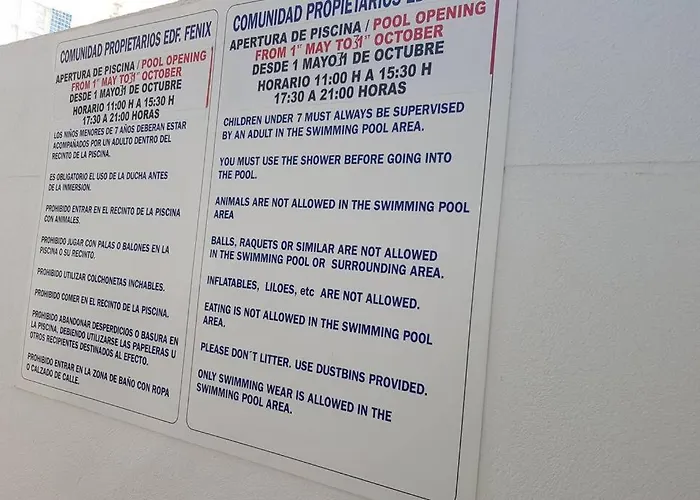 COMUNIDAD PROPIETARIOS EDF. FENIX
APERTURA DE PISCINA / POOL OPENING
FROM 1st MAY TO 31st OCTOBER
DESDE 1 MAYO 31 DE OCTUBRE
HORARIO 11:00 H A 15:30 H
17:30 A 21:00 HORAS
LOS NIÑOS MENORES DE 7 AÑOS DEBERAN ESTAR
ACOMPAÑADOS POR UN ADULTO DENTRO DEL
RECINTO DE LA PISCINA.
ES OBLIGATORIO EL USO DE LA DUCHA ANTES
DE LA INMERSION.
PROHIBIDO ENTRAR EN EL RECINTO DE LA PISCINA
CON ANIMALES.
PROHIBIDO JUGAR CON PALAS O BALONES EN LA
PISCINA O SU RECINTO.
PROHIBIDO UTILIZAR COLCHONETAS INCHABLES.
PROHIBIDO COMER EN EL RECINTO DE LA PISCINA.
PROHIBIDO ABANDONAR DESPERDICIOS O BASURA EN
LA PISCINA, DEBIENDO UTILIZARSE LAS PAPELERAS U
OTROS RECIPIENTES DESTINADOS AL EFECTO.
PROHIBIDO ENTRAR EN LA ZONA DE BAÑO CON ROPA
O CALZADO DE CALLE.
COMUNIDAD PROPIETARIOS
APERTURA DE PISCINA / POOL OPENING
FROM 1st MAY TO 31st OCTOBER
DESDE 1 MAYO 31 DE OCTUBRE
HORARIO 11:00 H A 15:30 H
17:30 A 21:00 HORAS
CHILDREN UNDER 7 MUST ALWAYS BE SUPERVISED
BY AN ADULT IN THE SWIMMING POOL AREA.
YOU MUST USE THE SHOWER BEFORE GOING INTO
THE POOL.
ANIMALS ARE NOT ALLOWED IN THE SWIMMING POOL
AREA
BALLS, RAQUETS OR SIMILAR ARE NOT ALLOWED
IN THE SWIMMING POOL OR SURROUNDING AREA.
INFLATABLES, LILOES, etc ARE NOT ALLOWED.
EATING IS NOT ALLOWED IN THE SWIMMING POOL
AREA.
PLEASE DON´T LITTER. USE DUSTBINS PROVIDED.
ONLY SWIMMING WEAR IS ALLOWED IN THE
SWIMMING POOL AREA.